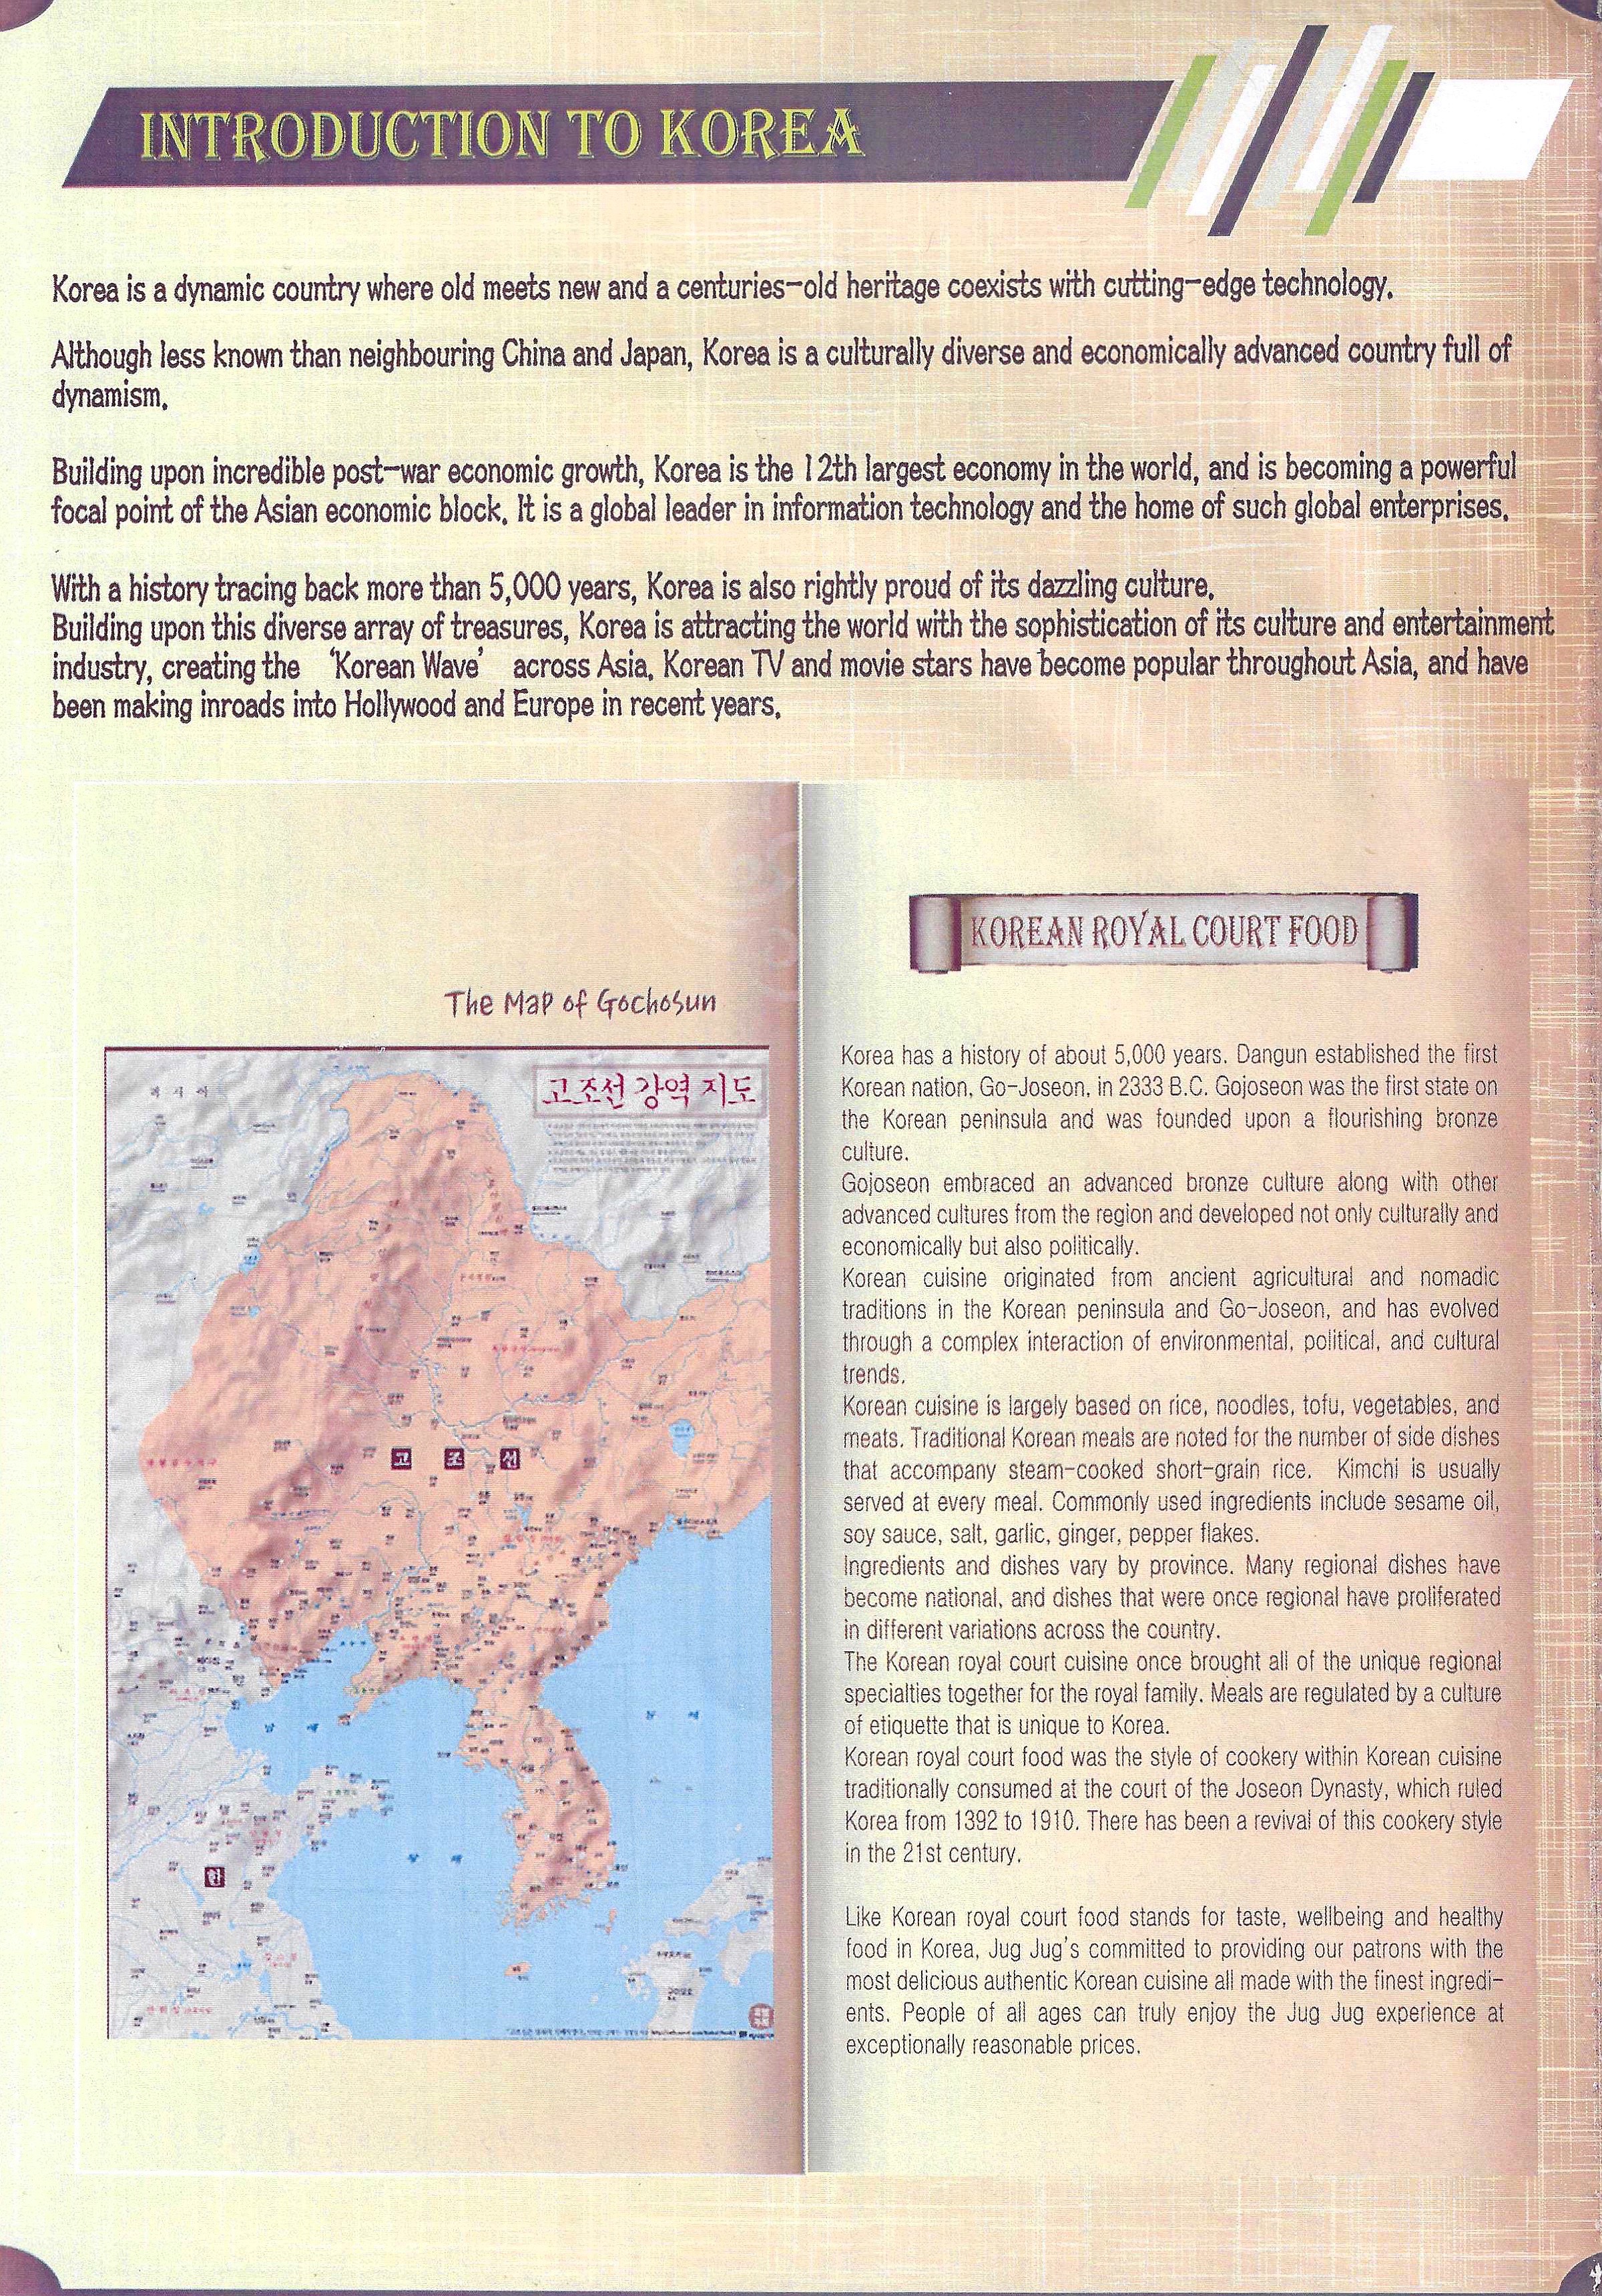 INTRODUCTION TO KOREA
Korea is a dynamic country where old meets new and a centuries-old heritage coexists with cutting-edge technology.
Although less known than neighbouring China and Japan, Korea is a culturally diverse and economically advanced country full of
dynamism.
Building upon incredible post-war economic growth, Korea is the 12th largest economy in the world, and is becoming a powerful
focal point of the Asian economic block. It is a global leader in information technology and the home of such global enterprises.
With a history tracing back more than 5,000 years, Korea is also rightly proud of its dazzling culture.
Building upon this diverse array of treasures, Korea is attracting the world with the sophistication of its culture and entertainment
industry, creating the 'Korean Wave' across Asia. Korean TV and movie stars have become popular throughout Asia, and have
been making inroads into Hollywood and Europe in recent years.
The Map of Gochosun
고조선 강역 지도
고 조 선
한
KOREAN ROYAL COURT FOOD
Korea has a history of about 5,000 years. Dangun established the first
Korean nation, Go-Joseon, in 2333 B.C. Gojoseon was the first state on
the Korean peninsula and was founded upon a flourishing bronze
culture.
Gojoseon embraced an advanced bronze culture along with other
advanced cultures from the region and developed not only culturally and
economically but also politically.
Korean cuisine originated from ancient agricultural and nomadic
traditions in the Korean peninsula and Go-Joseon, and has evolved
through a complex interaction of environmental, political, and cultural
trends.
Korean cuisine is largely based on rice, noodles, tofu, vegetables, and
meats. Traditional Korean meals are noted for the number of side dishes
that accompany steam-cooked short-grain rice. Kimchi is usually
served at every meal. Commonly used ingredients include sesame oil,
soy sauce, salt, garlic, ginger, pepper flakes.
Ingredients and dishes vary by province. Many regional dishes have
become national, and dishes that were once regional have proliferated
in different variations across the country.
The Korean royal court cuisine once brought all of the unique regional
specialties together for the royal family. Meals are regulated by a culture
of etiquette that is unique to Korea.
Korean royal court food was the style of cookery within Korean cuisine
traditionally consumed at the court of the Joseon Dynasty, which ruled
Korea from 1392 to 1910. There has been a revival of this cookery style
in the 21st century.
Like Korean royal court food stands for taste, wellbeing and healthy
food in Korea, Jug Jug's committed to providing our patrons with the
most delicious authentic Korean cuisine all made with the finest ingredi-
ents. People of all ages can truly enjoy the Jug Jug experience at
exceptionally reasonable prices.